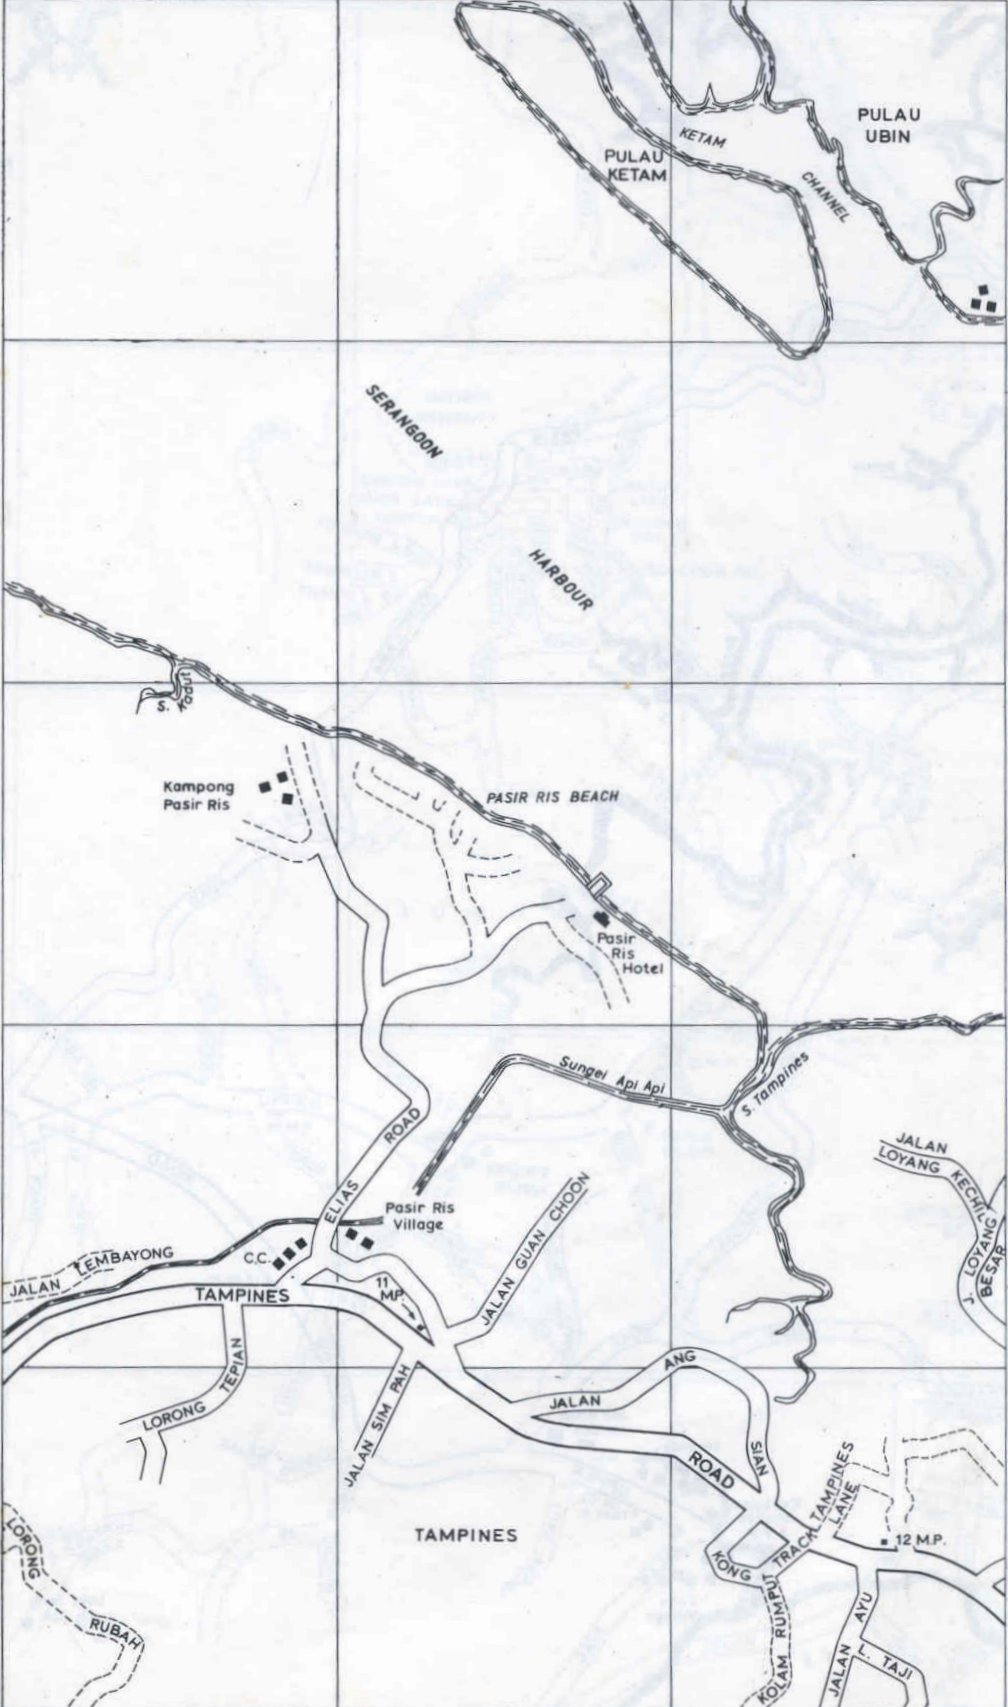 PULAU
UBIN
KETAM
CHANNEL
PULAU
KETAM
SERANGOON
HARBOUR
S. Kadut
Kampong
Pasir Ris
PASIR RIS BEACH
Pasir
Ris
Hotel
Sungei Api Api
S. Tampines
ELIAS ROAD
JALAN
LOYANG KECHIL
J. LOYANG
BESAR
Pasir Ris
Village
JALAN GUAN CHOON
C.C.
JALAN LEMBAYONG
11
M.P.
TAMPINES ROAD
LORONG TEPIAN
JALAN SIM PAH
JALAN ANG SIAN
TAMPINES
LANE
TAMPINES
12 M.P.
KONG TRACK
KOLAM RUMPUT
JALAN AYU
L. TAJI
LORONG RUBAH